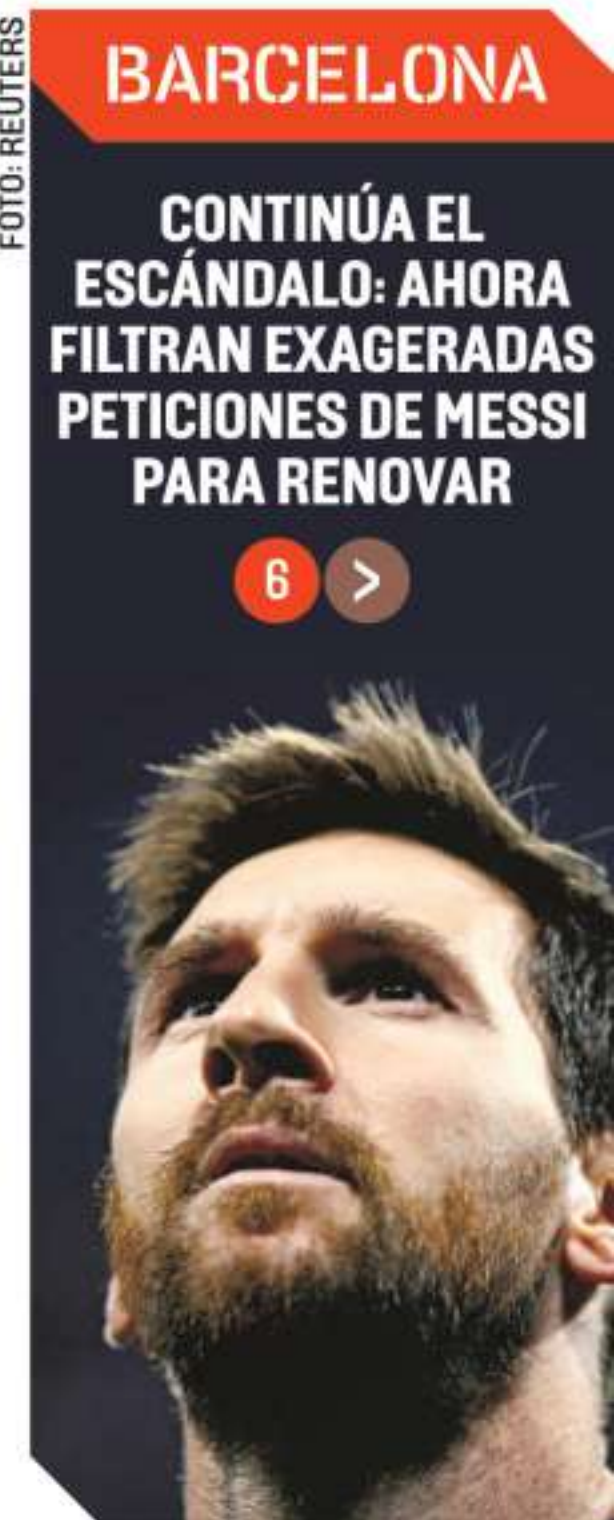 FOTO: REUTERS
BARCELONA
CONTINÚA EL
ESCÁNDALO: AHORA
FILTRAN EXAGERADAS
PETICIONES DE MESSI
PARA RENOVAR
6 >